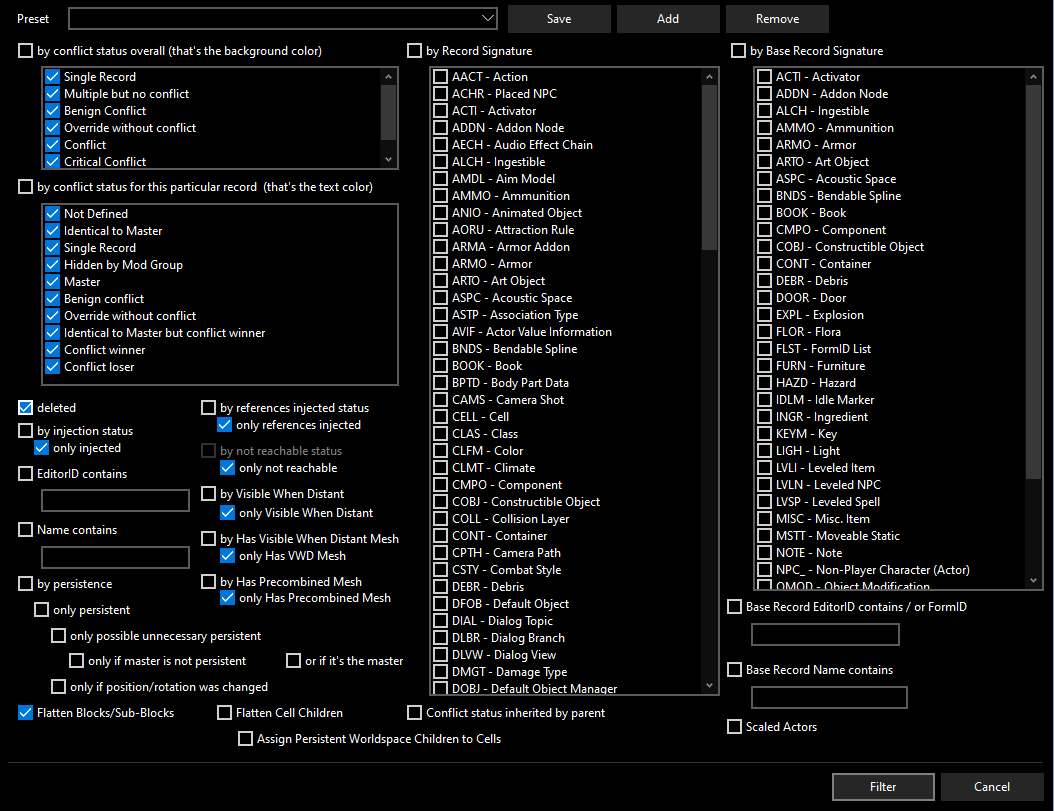 Preset
Save
Add
Remove
by conflict status overall (that's the background color)
Single Record
Multiple but no conflict
Benign Conflict
Override without conflict
Conflict
Critical Conflict
by conflict status for this particular record (that's the text color)
Not Defined
Identical to Master
Single Record
Hidden by Mod Group
Master
Benign conflict
Override without conflict
Identical to Master but conflict winner
Conflict winner
Conflict loser
deleted
by injection status
only injected
EditorID contains
Name contains
by persistence
only persistent
only possible unnecessary persistent
only if master is not persistent
or if it's the master
only if position/rotation was changed
by references injected status
only references injected
by not reachable status
only not reachable
by Visible When Distant
only Visible When Distant
by Has Visible When Distant Mesh
only Has VWD Mesh
by Has Precombined Mesh
only Has Precombined Mesh
Flatten Blocks/Sub-Blocks
Flatten Cell Children
Assign Persistent Worldspace Children to Cells
by Record Signature
AACT - Action
ACHR - Placed NPC
ACTI - Activator
ADDN - Addon Node
AECH - Audio Effect Chain
ALCH - Ingestible
AMDL - Aim Model
AMMO - Ammunition
ANIO - Animated Object
AORU - Attraction Rule
ARMA - Armor Addon
ARMO - Armor
ARTO - Art Object
ASPC - Acoustic Space
ASTP - Association Type
AVIF - Actor Value Information
BNDS - Bendable Spline
BOOK - Book
BPTD - Body Part Data
CAMS - Camera Shot
CELL - Cell
CLAS - Class
CLFM - Color
CLMT - Climate
CMPO - Component
COBJ - Constructible Object
COLL - Collision Layer
CONT - Container
CPTH - Camera Path
CSTY - Combat Style
DEBR - Debris
DFOB - Default Object
DIAL - Dialog Topic
DLBR - Dialog Branch
DLVW - Dialog View
DMGT - Damage Type
DOBJ - Default Object Manager
Conflict status inherited by parent
by Base Record Signature
ACTI - Activator
ADDN - Addon Node
ALCH - Ingestible
AMMO - Ammunition
ARMO - Armor
ARTO - Art Object
ASPC - Acoustic Space
BNDS - Bendable Spline
BOOK - Book
CMPO - Component
COBJ - Constructible Object
CONT - Container
DEBR - Debris
DOOR - Door
EXPL - Explosion
FLOR - Flora
FLST - FormID List
FURN - Furniture
HAZD - Hazard
IDLM - Idle Marker
INGR - Ingredient
KEYM - Key
LIGH - Light
LVLI - Leveled Item
LVLN - Leveled NPC
LVSP - Leveled Spell
MISC - Misc. Item
MSTT - Moveable Static
NOTE - Note
NPC_ - Non-Player Character (Actor)
OMOD - Object Modification
Base Record EditorID contains / or FormID
Base Record Name contains
Scaled Actors
Filter
Cancel